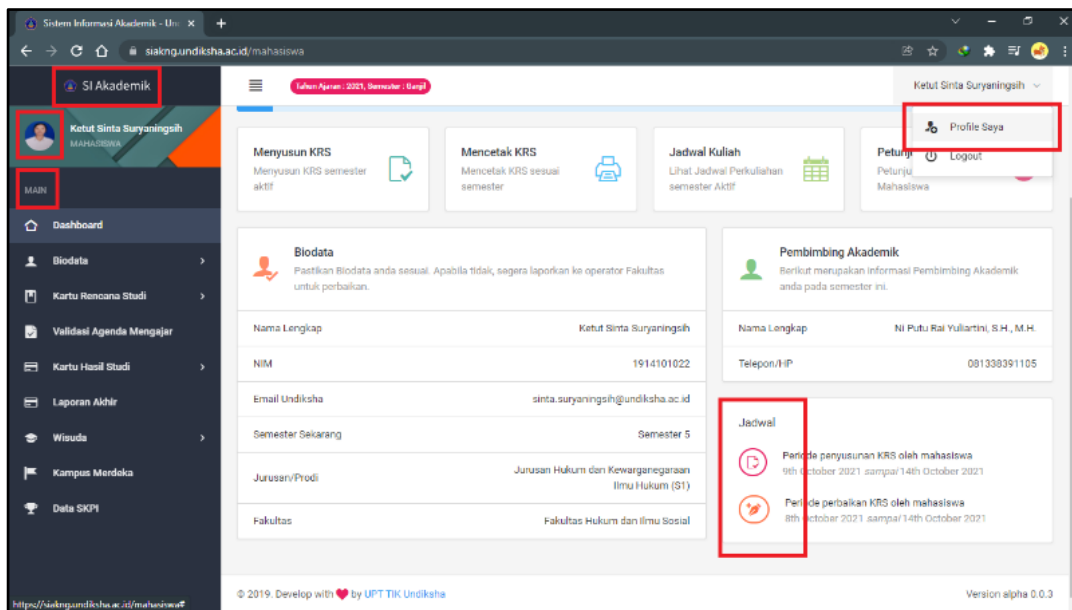 Sistem Informasi Akademik - Un
siakng.undiksha.ac.id/mahasiswa
SI Akademik
Tahun Ajaran : 2021, Semester : Ganjil
Ketut Sinta Suryaningsih
Ketut Sinta Suryaningsih
MAHASISWA
Profile Saya
Logout
MAIN
Dashboard
Biodata
Kartu Rencana Studi
Validasi Agenda Mengajar
Kartu Hasil Studi
Laporan Akhir
Wisuda
Kampus Merdeka
Data SKPI
Menyusun KRS
Menyusun KRS semester
aktif
Mencetak KRS
Mencetak KRS sesuai
semester
Jadwal Kuliah
Lihat Jadwal Perkuliahan
semester Aktif
Petunj
Petunju
Mahasiswa
Biodata
Pastikan Biodata anda sesuai. Apabila tidak, segera laporkan ke operator Fakultas
untuk perbaikan.
Nama Lengkap Ketut Sinta Suryaningsih
NIM 1914101022
Email Undiksha sinta.suryaningsih@undiksha.ac.id
Semester Sekarang Semester 5
Jurusan/Prodi Jurusan Hukum dan Kewarganegaraan
Ilmu Hukum (S1)
Fakultas Fakultas Hukum dan Ilmu Sosial
Pembimbing Akademik
Berikut merupakan informasi Pembimbing Akademik
anda pada semester ini.
Nama Lengkap Ni Putu Rai Yuliartini, S.H., M.H.
Telepon/HP 081338391105
Jadwal
Periode penyusunan KRS oleh mahasiswa
9th October 2021 sampai 14th October 2021
Periode perbaikan KRS oleh mahasiswa
8th October 2021 sampai 14th October 2021
© 2019. Develop with by UPT TIK Undiksha
Version alpha 0.0.3
https://siakng.undiksha.ac.id/mahasiswa#